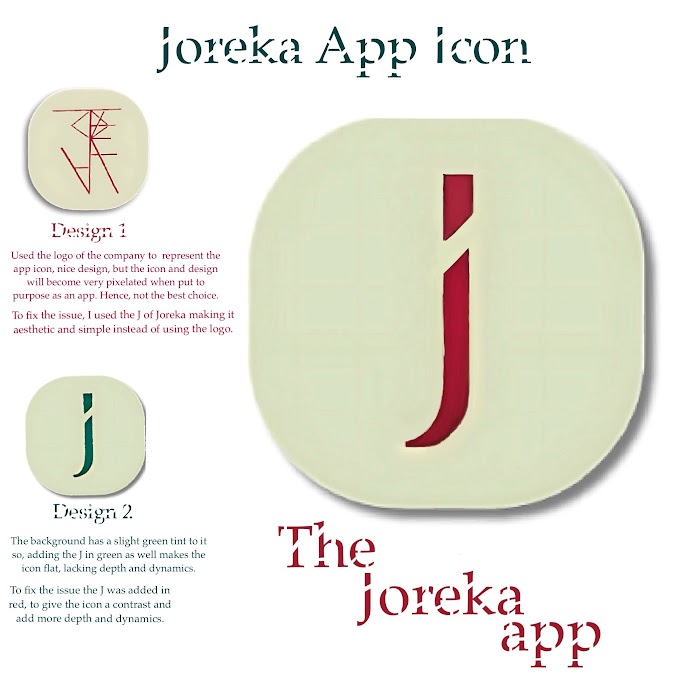 Joreka App Icon
Design 1
Used the logo of the company to represent the
app icon, nice design, but the icon and design
will become very pixelated when put to
purpose as an app. Hence, not the best choice.
To fix the issue, I used the J of Joreka making it
aesthetic and simple instead of using the logo.
j
Design 2
The background has a slight green tint to it
so, adding the J in green as well makes the
icon flat, lacking depth and dynamics.
To fix the issue the J was added in
red, to give the icon a contrast and
add more depth and dynamics.
j
The
joreka
app